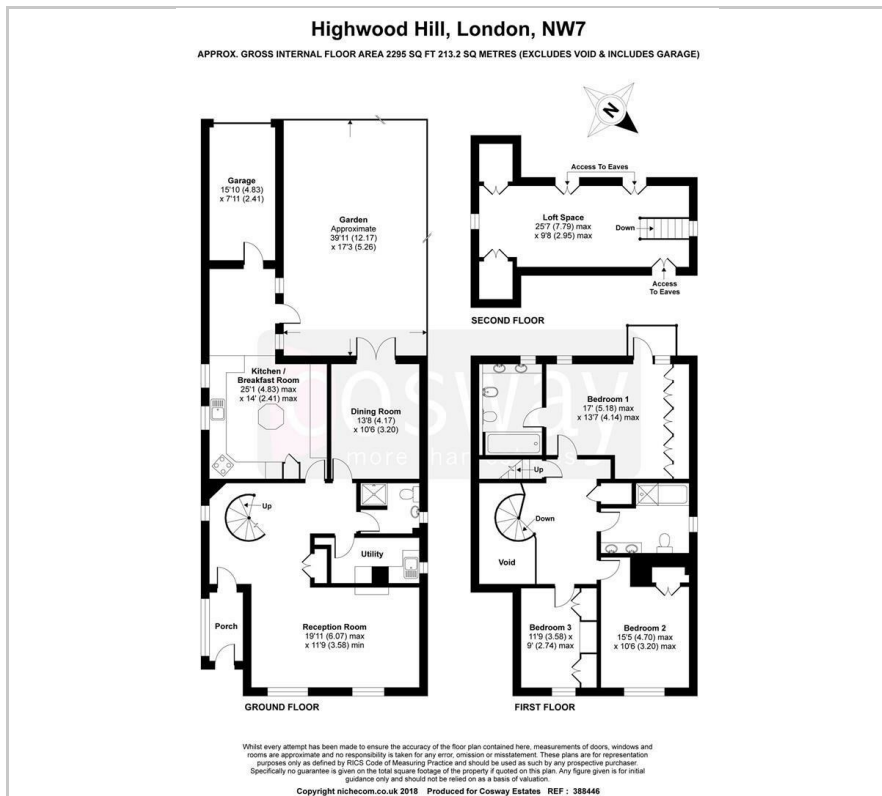 Highwood Hill, London, NW7
APPROX. GROSS INTERNAL FLOOR AREA 2295 SQ FT 213.2 SQ METRES (EXCLUDES VOID & INCLUDES GARAGE)
N
Garage
15'10 (4.83)
x 7'11 (2.41)
Garden
Approximate
39'11 (12.17)
x 17'3 (5.26)
Access To Eaves
Loft Space
25'7 (7.79) max
x 9'8 (2.95) max
Down
Access
To Eaves
SECOND FLOOR
Kitchen /
Breakfast Room
25'1 (4.83) max
x 14' (2.41) max
Dining Room
13'8 (4.17)
x 10'6 (3.20)
Bedroom 1
17' (5.18) max
x 13'7 (4.14) max
cosway
Up
Up
Down
Utility
Void
Porch
Reception Room
19'11 (6.07) max
x 11'9 (3.58) min
Bedroom 3
11'9 (3.58) x
9' (2.74) max
Bedroom 2
15'5 (4.70) max
x 10'6 (3.20) max
GROUND FLOOR
FIRST FLOOR
Whilst every attempt has been made to ensure the accuracy of the floor plan contained here, measurements of doors, windows and
rooms are approximate and no responsibility is taken for any error, omission or misstatement. These plans are for representation
purposes only as defined by RICS Code of Measuring Practice and should be used as such by any prospective purchaser.
Specifically no guarantee is given on the total square footage of the property if quoted on this plan. Any figure given is for initial
guidance only and should not be relied on as a basis of valuation.
Copyright nichecom.co.uk 2018 Produced for Cosway Estates REF : 388446